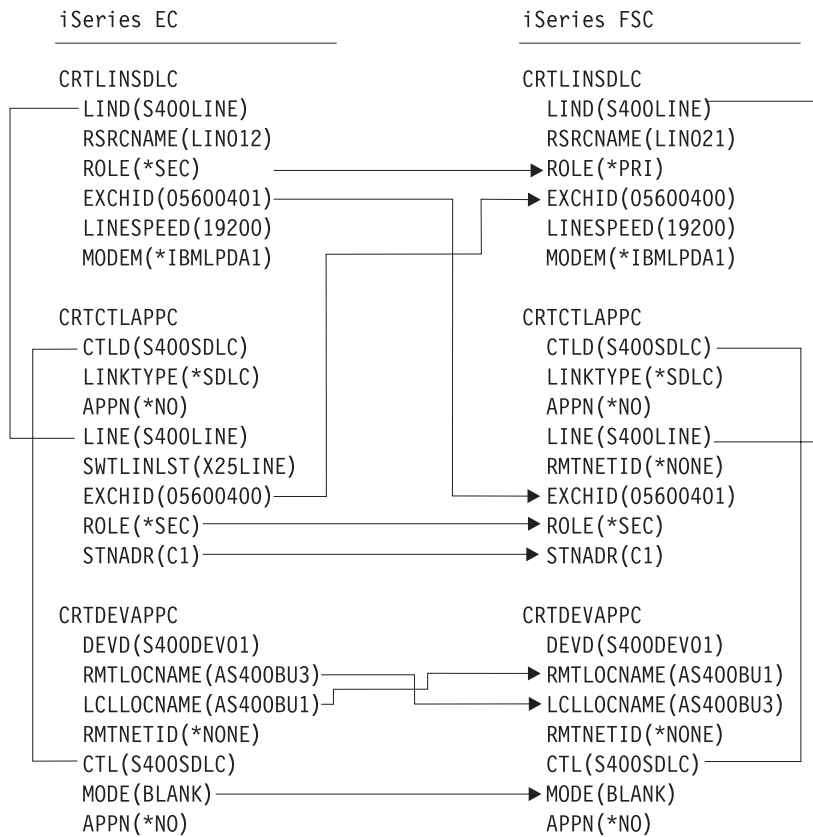 iSeries EC
CRTLINSDLC
LIND(S400LINE)
RSRCNAME(LIN012)
ROLE(*SEC)
EXCHID(05600401)
LINESPEED(19200)
MODEM(*IBMLPDA1)
CRTCTLAPPC
CTLD(S400SDLC)
LINKTYPE(*SDLC)
APPN(*NO)
LINE(S400LINE)
SWTLINLST(X25LINE)
EXCHID(05600400)
ROLE(*SEC)
STNADR(C1)
CRTDEVAPPC
DEVD(S400DEV01)
RMTLOCNAME(AS400BU3)
LCLLOCNAME(AS400BU1)
RMTNETID(*NONE)
CTL(S400SDLC)
MODE(BLANK)
APPN(*NO)
iSeries FSC
CRTLINSDLC
LIND(S400LINE)
RSRCNAME(LIN021)
ROLE(*PRI)
EXCHID(05600400)
LINESPEED(19200)
MODEM(*IBMLPDA1)
CRTCTLAPPC
CTLD(S400SDLC)
LINKTYPE(*SDLC)
APPN(*NO)
LINE(S400LINE)
RMTNETID(*NONE)
EXCHID(05600401)
ROLE(*SEC)
STNADR(C1)
CRTDEVAPPC
DEVD(S400DEV01)
RMTLOCNAME(AS400BU1)
LCLLOCNAME(AS400BU3)
RMTNETID(*NONE)
CTL(S400SDLC)
MODE(BLANK)
APPN(*NO)